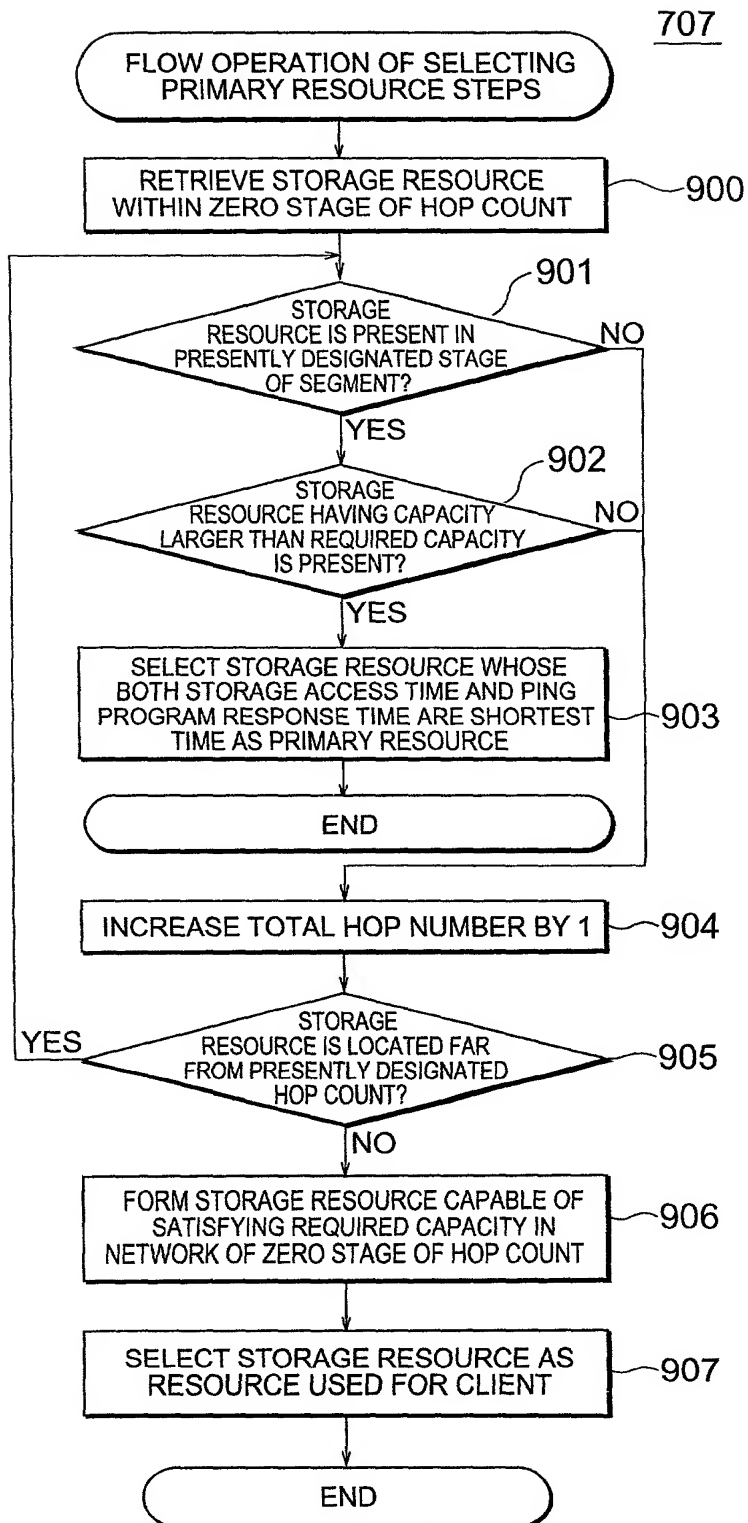 707
FLOW OPERATION OF SELECTING
PRIMARY RESOURCE STEPS
RETRIEVE STORAGE RESOURCE
WITHIN ZERO STAGE OF HOP COUNT
900
901
STORAGE
RESOURCE IS PRESENT IN
PRESENTLY DESIGNATED STAGE
OF SEGMENT?
NO
YES
902
STORAGE
RESOURCE HAVING CAPACITY
LARGER THAN REQUIRED CAPACITY
IS PRESENT?
NO
YES
SELECT STORAGE RESOURCE WHOSE
BOTH STORAGE ACCESS TIME AND PING
PROGRAM RESPONSE TIME ARE SHORTEST
TIME AS PRIMARY RESOURCE
903
END
INCREASE TOTAL HOP NUMBER BY 1
904
STORAGE
RESOURCE IS LOCATED FAR
FROM PRESENTLY DESIGNATED
HOP COUNT?
YES
905
NO
FORM STORAGE RESOURCE CAPABLE OF
SATISFYING REQUIRED CAPACITY IN
NETWORK OF ZERO STAGE OF HOP COUNT
906
SELECT STORAGE RESOURCE AS
RESOURCE USED FOR CLIENT
907
END